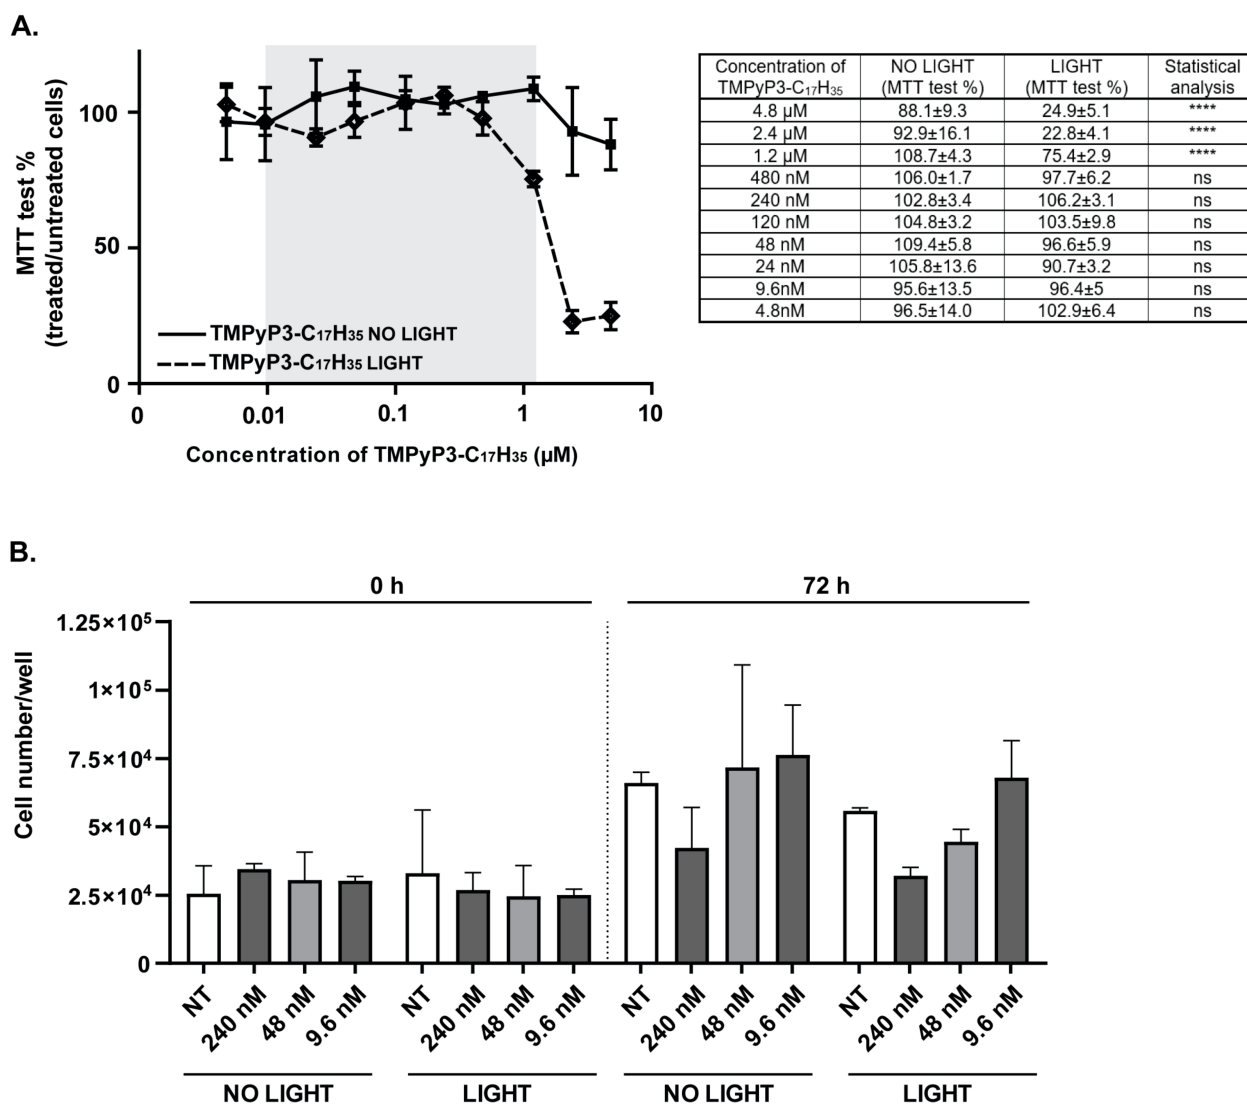 A.
MTT test %
(treated/untreated cells)
100
50
0
TMPyP3-C₁₇H₃₅ NO LIGHT
TMPyP3-C₁₇H₃₅ LIGHT
0 0.01 0.1 1 10
Concentration of TMPyP3-C₁₇H₃₅ (µM)
Concentration of TMPyP3-C₁₇H₃₅ NO LIGHT (MTT test %) LIGHT (MTT test %) Statistical analysis
4.8 µM 88.1±9.3 24.9±5.1 ****
2.4 µM 92.9±16.1 22.8±4.1 ****
1.2 µM 108.7±4.3 75.4±2.9 ****
480 nM 106.0±1.7 97.7±6.2 ns
240 nM 102.8±3.4 106.2±3.1 ns
120 nM 104.8±3.2 103.5±9.8 ns
48 nM 109.4±5.8 96.6±5.9 ns
24 nM 105.8±13.6 90.7±3.2 ns
9.6nM 95.6±13.5 96.4±5 ns
4.8nM 96.5±14.0 102.9±6.4 ns
B.
0 h 72 h
Cell number/well
1.25×10⁵
1×10⁵
7.5×10⁴
5×10⁴
2.5×10⁴
0
NT 240 nM 48 nM 9.6 nM NT 240 nM 48 nM 9.6 nM NT 240 nM 48 nM 9.6 nM NT 240 nM 48 nM 9.6 nM
NO LIGHT LIGHT NO LIGHT LIGHT